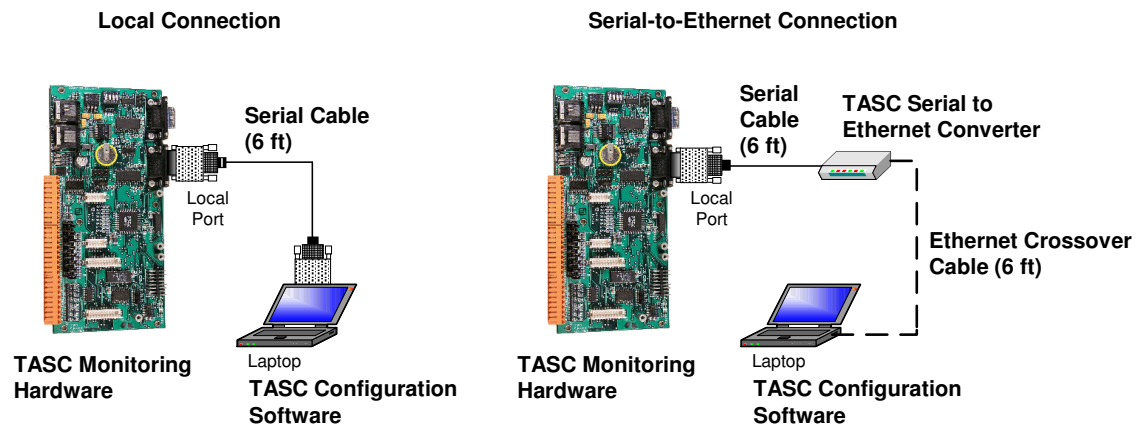 Local Connection
Serial Cable
(6 ft)
Local
Port
Laptop
TASC Monitoring
Hardware
TASC Configuration
Software
Serial-to-Ethernet Connection
Serial
Cable
(6 ft)
TASC Serial to
Ethernet Converter
Local
Port
Ethernet Crossover
Cable (6 ft)
Laptop
TASC Monitoring
Hardware
TASC Configuration
Software